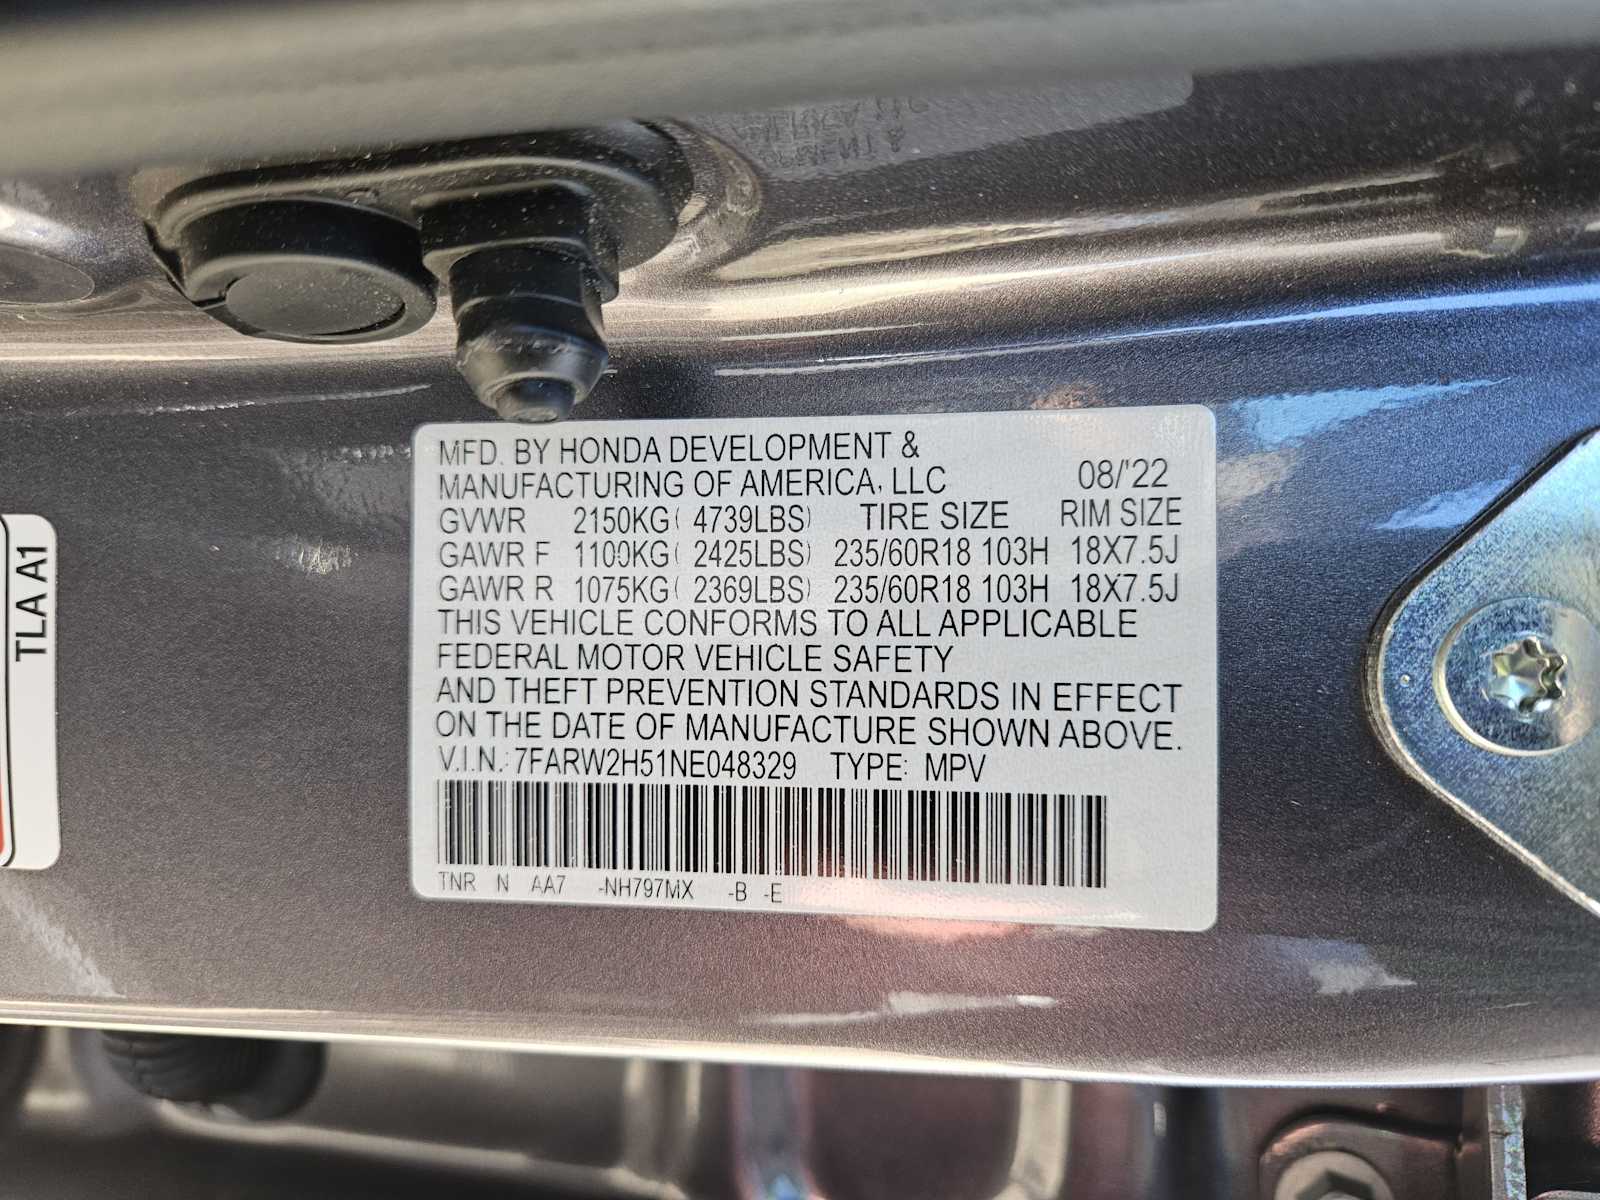 MFD. BY HONDA DEVELOPMENT &
MANUFACTURING OF AMERICA, LLC 08/'22
GVWR 2150KG( 4739LBS) TIRE SIZE RIM SIZE
GAWR F 1100KG( 2425LBS) 235/60R18 103H 18X7.5J
GAWR R 1075KG( 2369LBS) 235/60R18 103H 18X7.5J
THIS VEHICLE CONFORMS TO ALL APPLICABLE
FEDERAL MOTOR VEHICLE SAFETY
AND THEFT PREVENTION STANDARDS IN EFFECT
ON THE DATE OF MANUFACTURE SHOWN ABOVE.
V.I.N.: 7FARW2H51NE048329 TYPE: MPV
TNR N AA7 -NH797MX -B -E
TLA A1